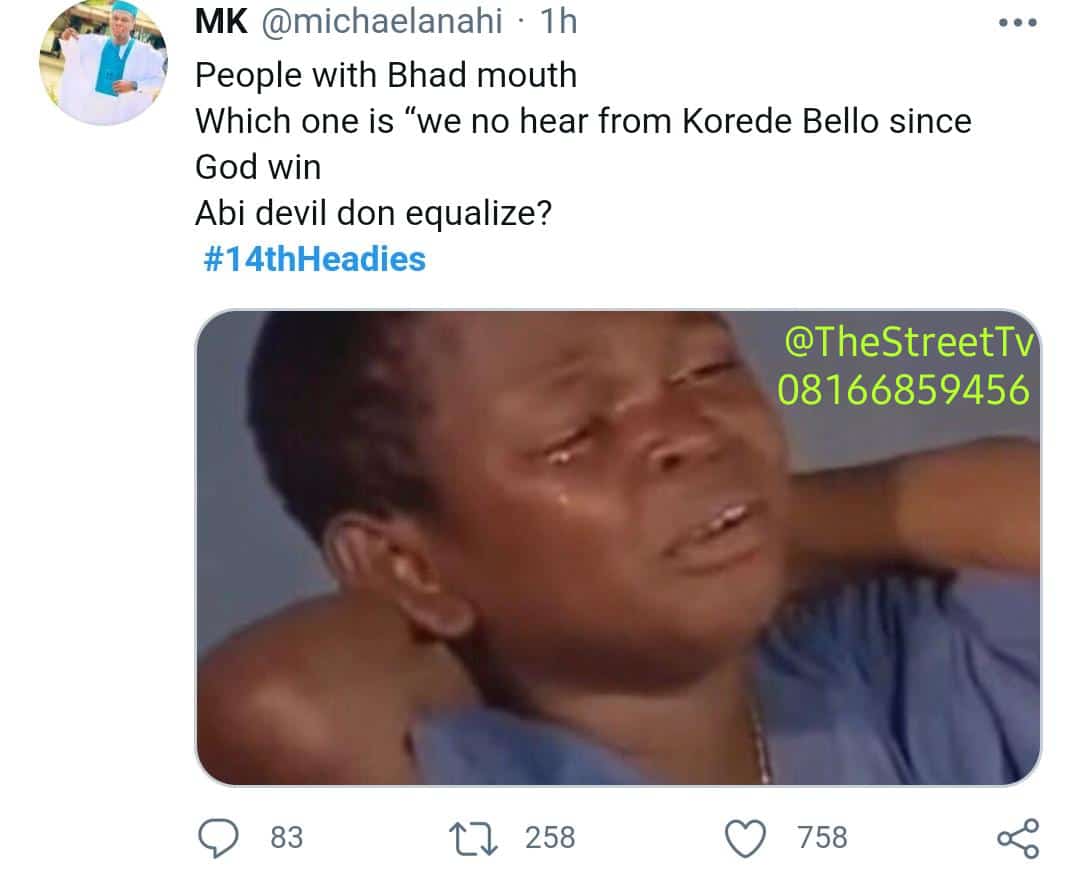 MK @michaelanahi · 1h
People with Bhad mouth
Which one is “we no hear from Korede Bello since
God win
Abi devil don equalize?
#14thHeadies
@TheStreetTv
08166859456
83 258 758